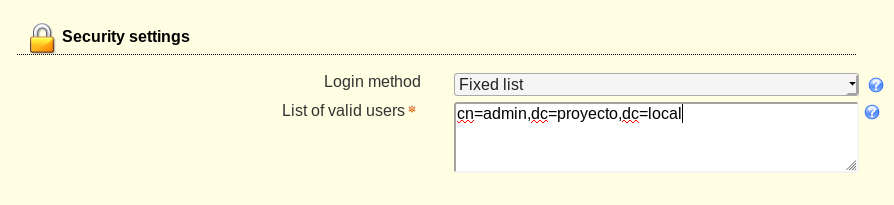 Security settings
Login method Fixed list
List of valid users * cn=admin,dc=proyecto,dc=local